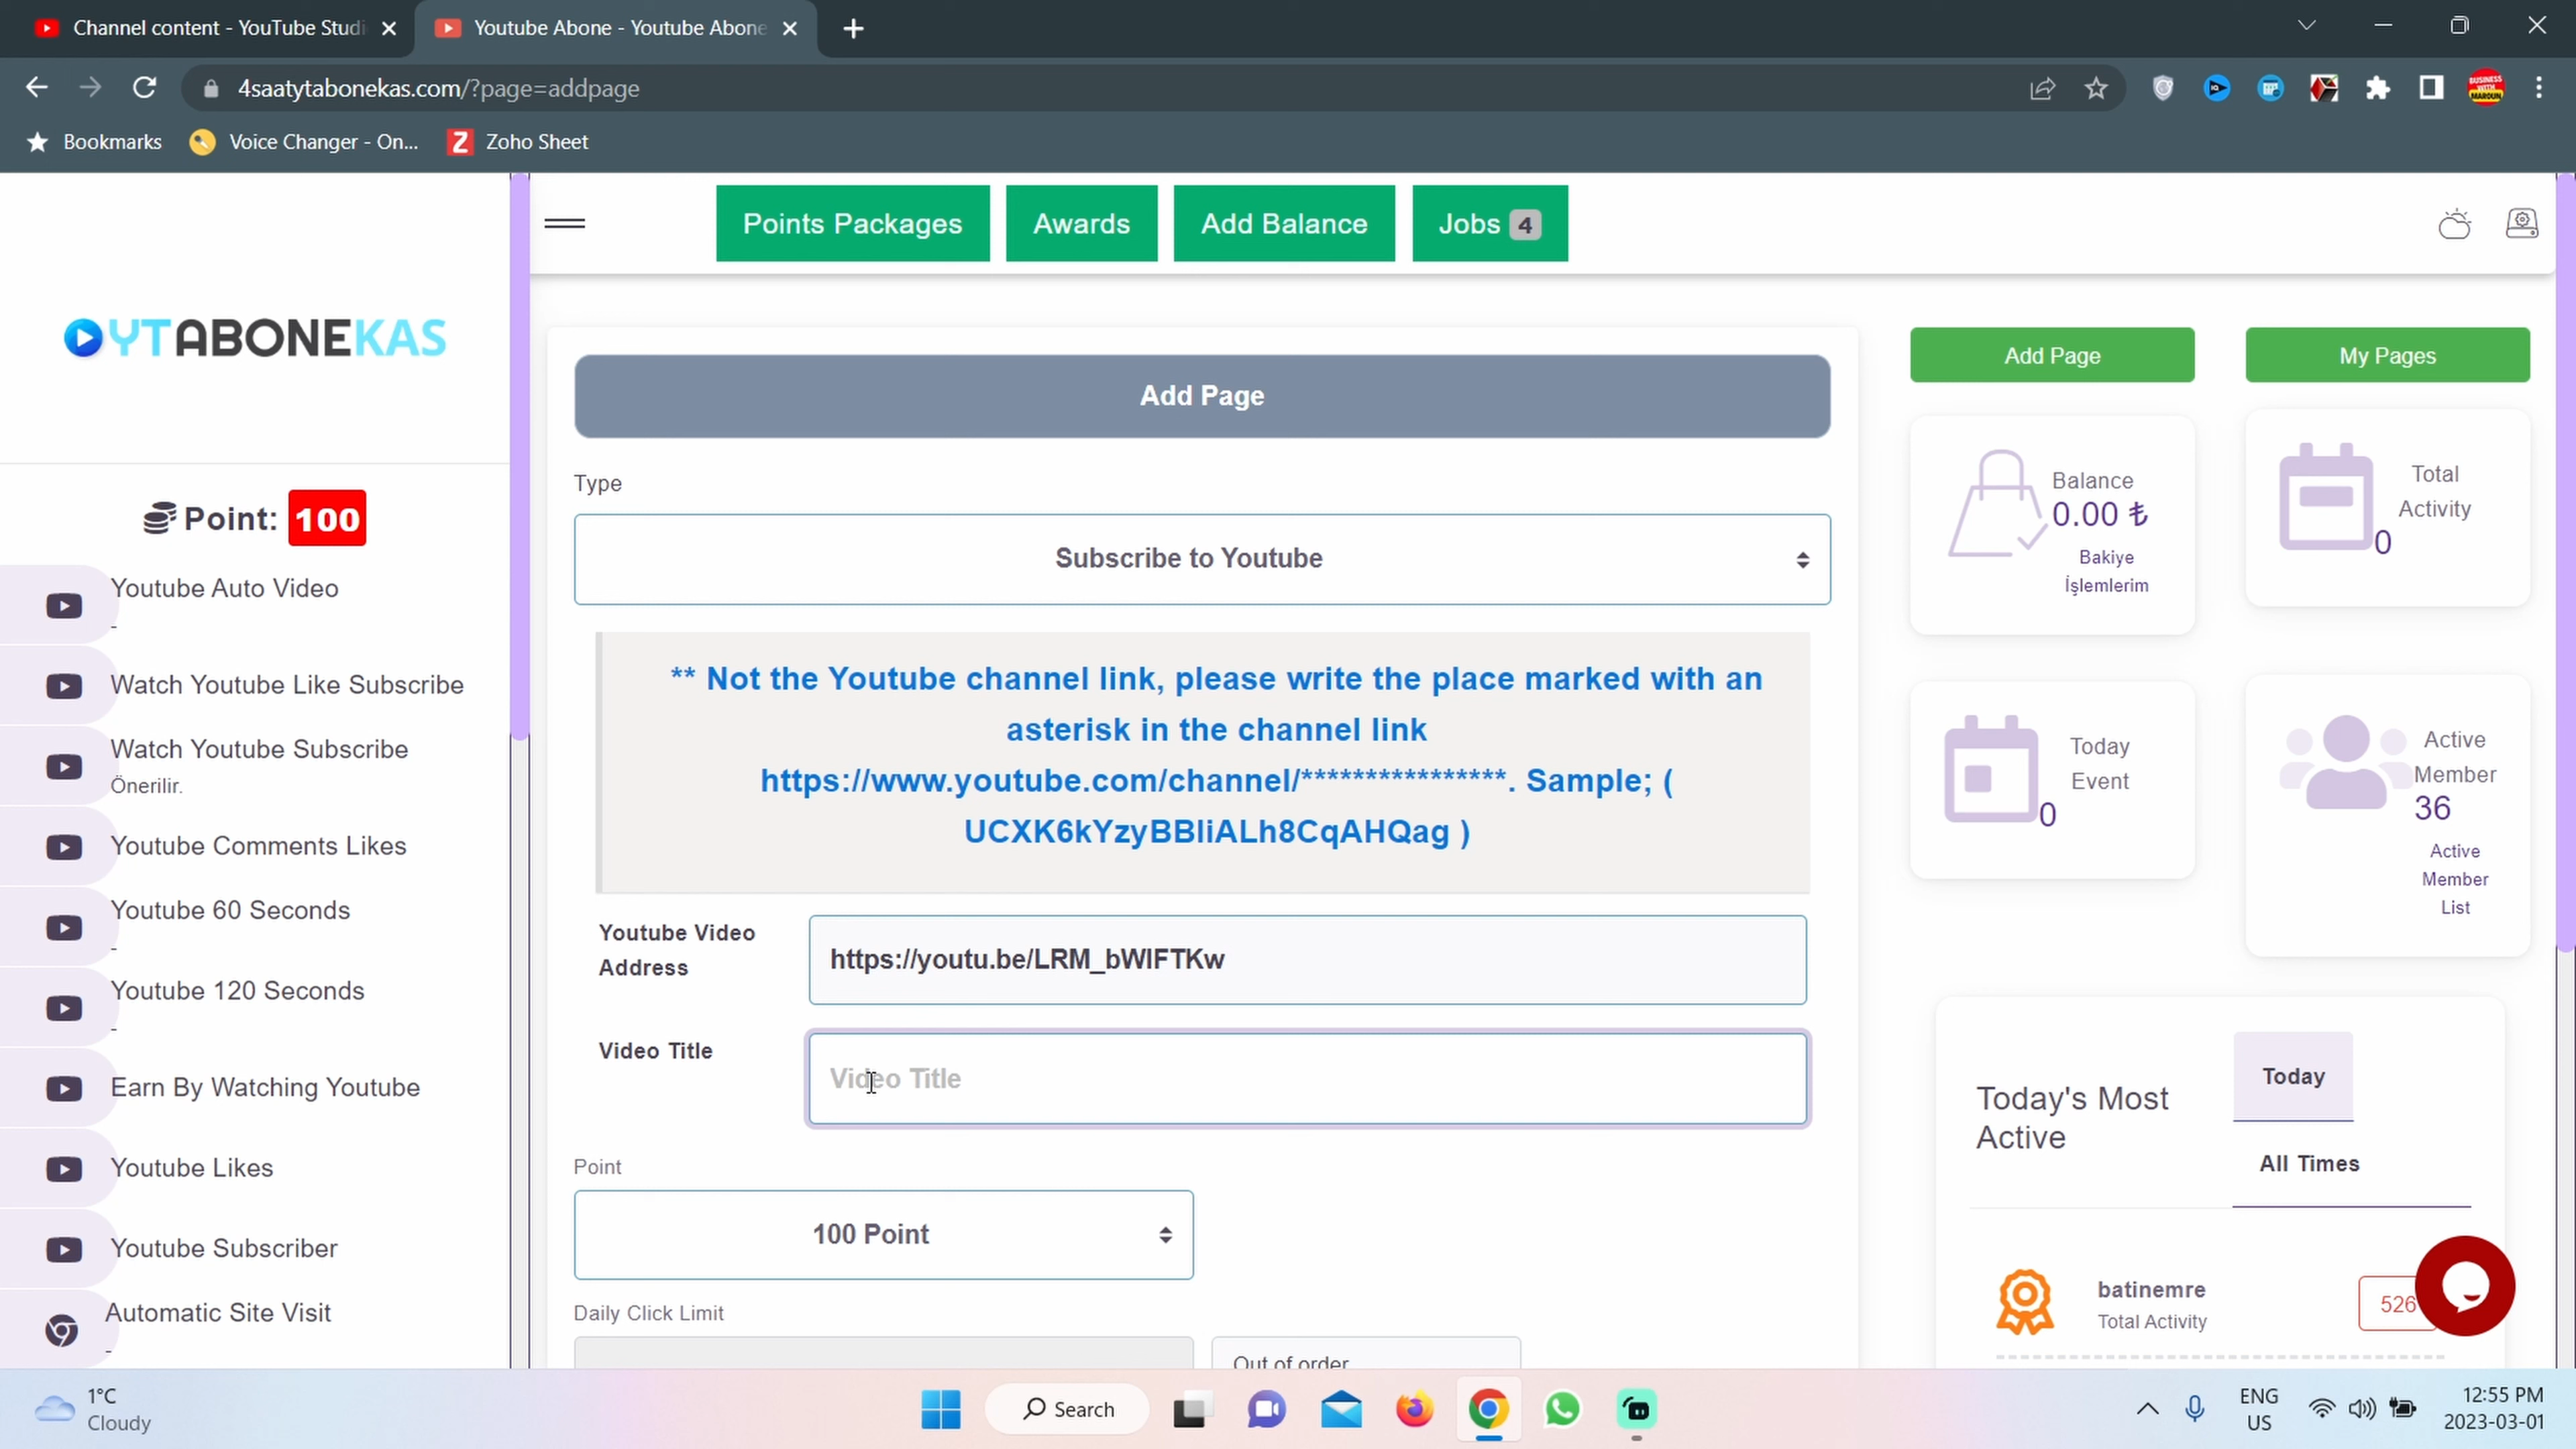 Channel content - YouTube Studi
Youtube Abone - Youtube Abone
4saatytabonekas.com/?page=addpage
BUSINESS WITH MAROUN
Bookmarks
Voice Changer - On...
Zoho Sheet
Points Packages
Awards
Add Balance
Jobs 4
YTABONEKAS
Point: 100
Youtube Auto Video
-
Watch Youtube Like Subscribe
Watch Youtube Subscribe
Önerilir.
Youtube Comments Likes
Youtube 60 Seconds
-
Youtube 120 Seconds
-
Earn By Watching Youtube
Youtube Likes
Youtube Subscriber
Automatic Site Visit
-
Add Page
Type
Subscribe to Youtube
** Not the Youtube channel link, please write the place marked with an
asterisk in the channel link
https://www.youtube.com/channel/****************. Sample; (
UCXK6kYzyBBliALh8CqAHQag )
Youtube Video
Address
https://youtu.be/LRM_bWIFTKw
Video Title
Video Title
Point
100 Point
Daily Click Limit
Out of order
Add Page
My Pages
Balance
0.00 ₺
Bakiye
İşlemlerim
Total
Activity
0
Today
Event
0
Active
Member
36
Active
Member
List
Today's Most
Active
Today
All Times
batinemre
Total Activity
526
1°C
Cloudy
Search
ENG
US
12:55 PM
2023-03-01